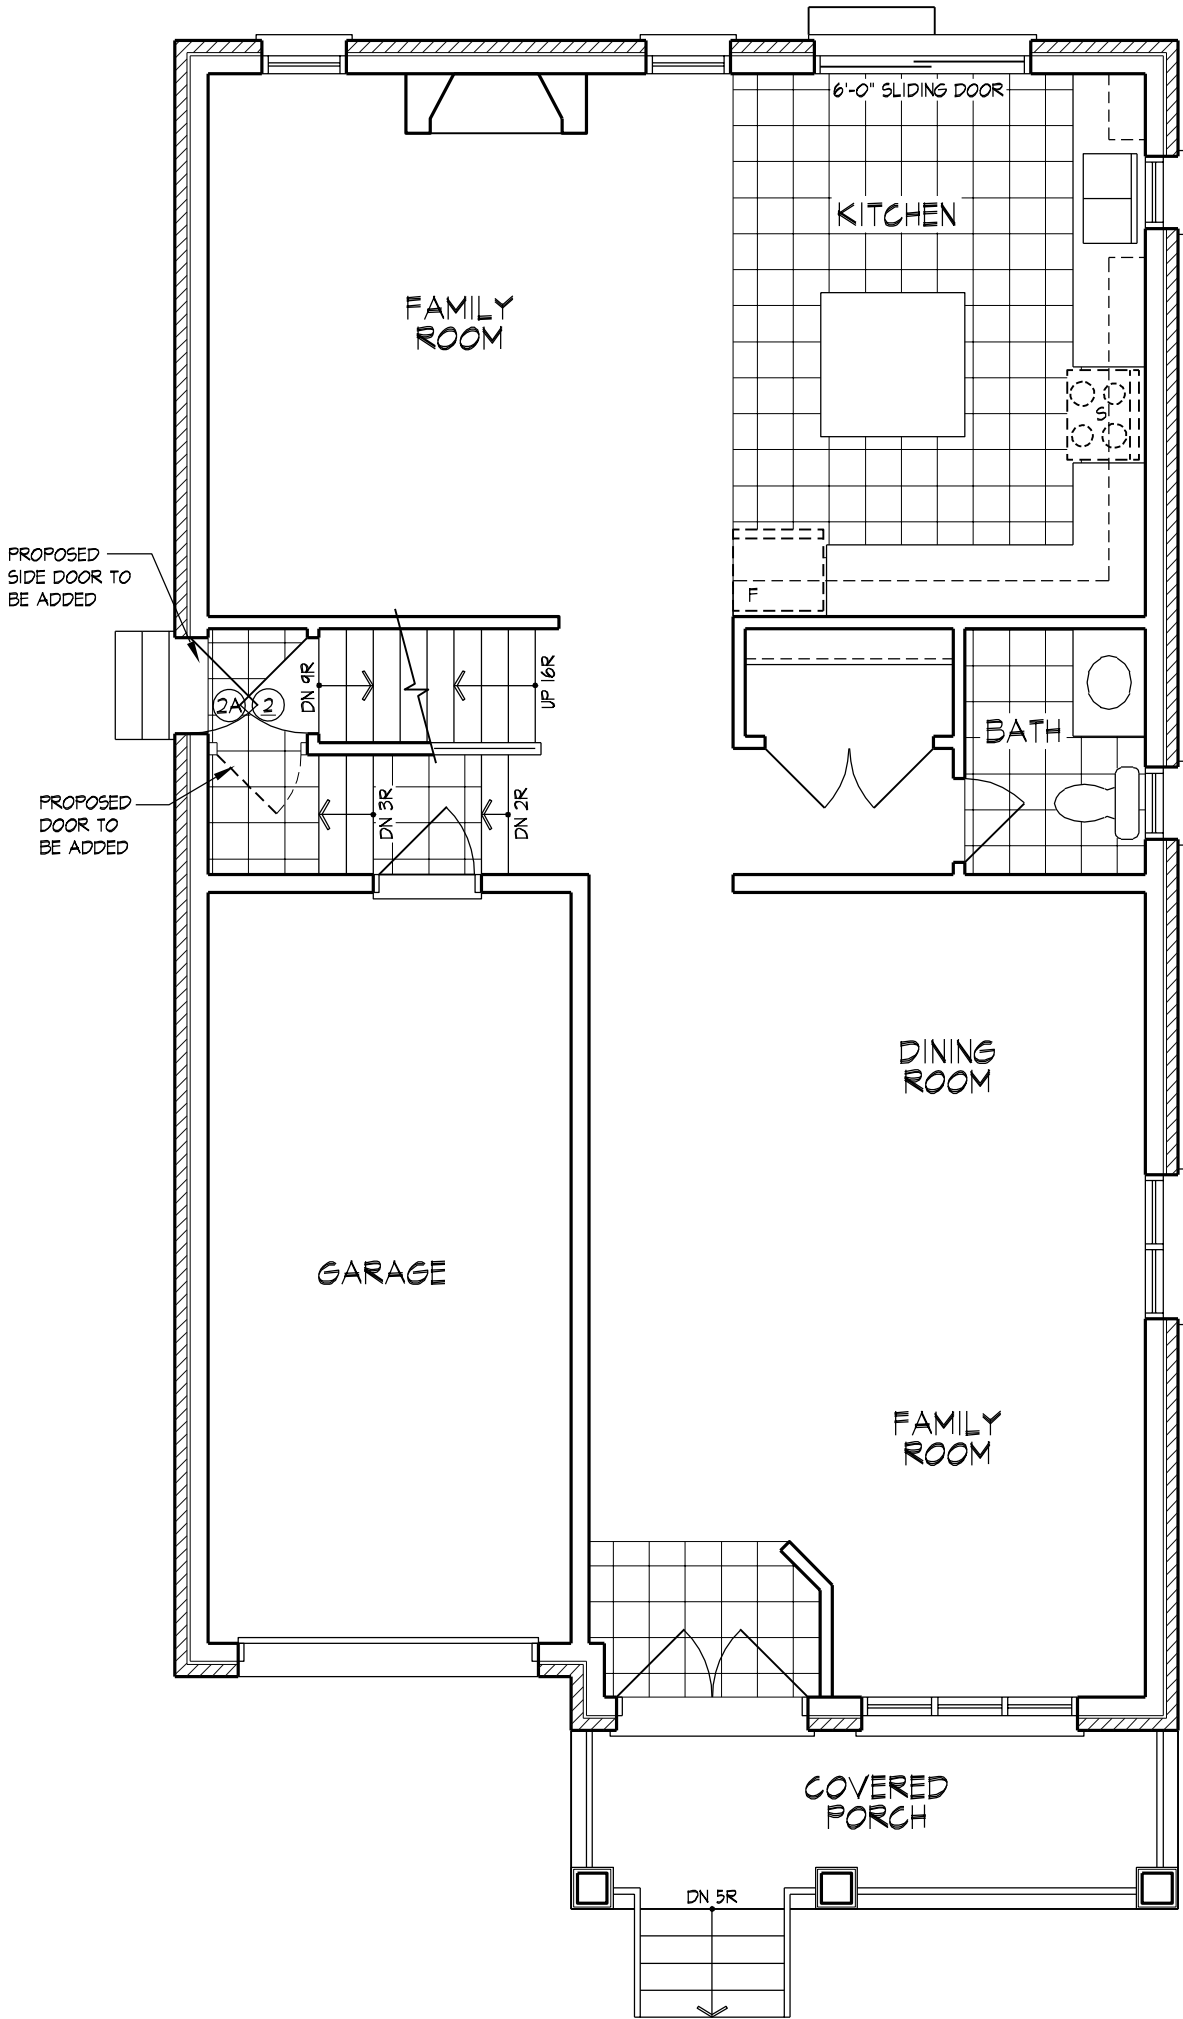 6'-0" SLIDING DOOR
KITCHEN
FAMILY
ROOM
S
F
PROPOSED
SIDE DOOR TO
BE ADDED
DN 9R
UP 16R
2A
2
BATH
PROPOSED
DOOR TO
BE ADDED
DN 3R
DN 2R
DINING
ROOM
GARAGE
FAMILY
ROOM
COVERED
PORCH
DN 5R